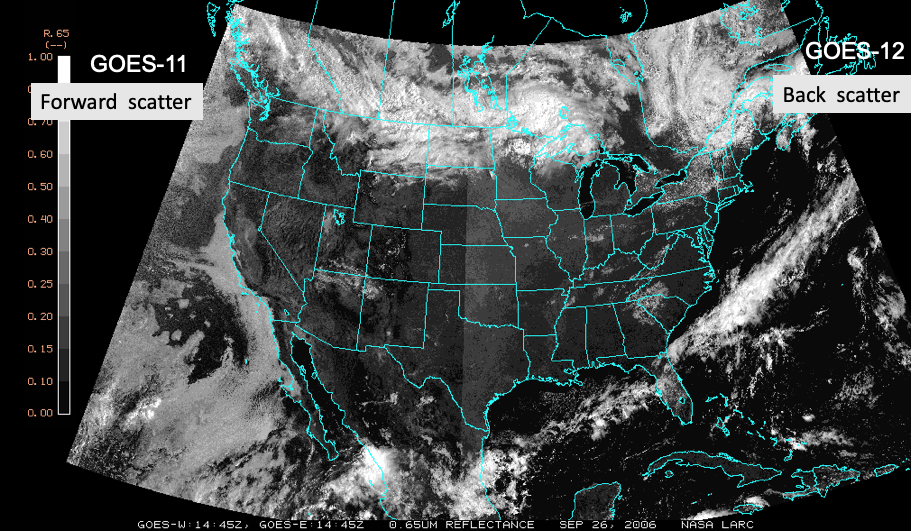 R.65
(--)
1.00
GOES-11
Forward scatter
GOES-12
Back scatter
0.70
0.60
0.50
0.40
0.30
0.25
0.20
0.15
0.10
0.00
GOES-W:14:45Z, GOES-E:14:45Z 0.65UM REFLECTANCE SEP 26, 2006 NASA LARC